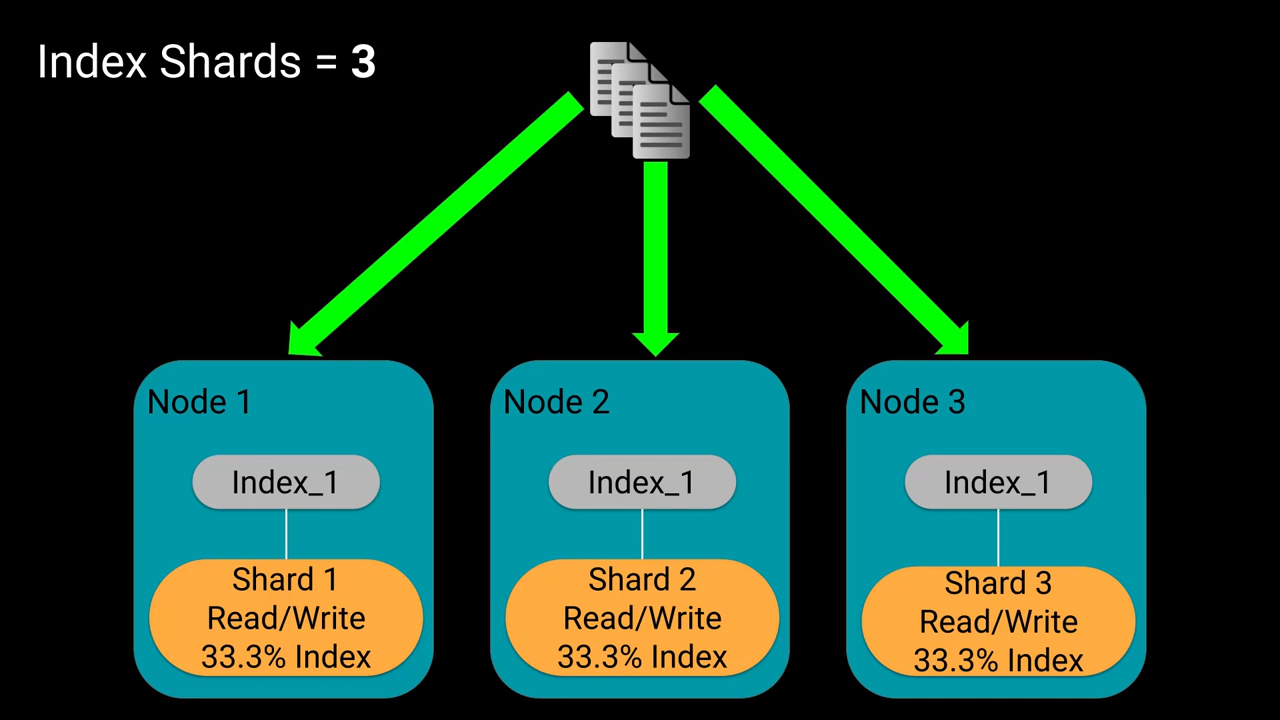 Index Shards = 3
Node 1
Index_1
Shard 1
Read/Write
33.3% Index
Node 2
Index_1
Shard 2
Read/Write
33.3% Index
Node 3
Index_1
Shard 3
Read/Write
33.3% Index